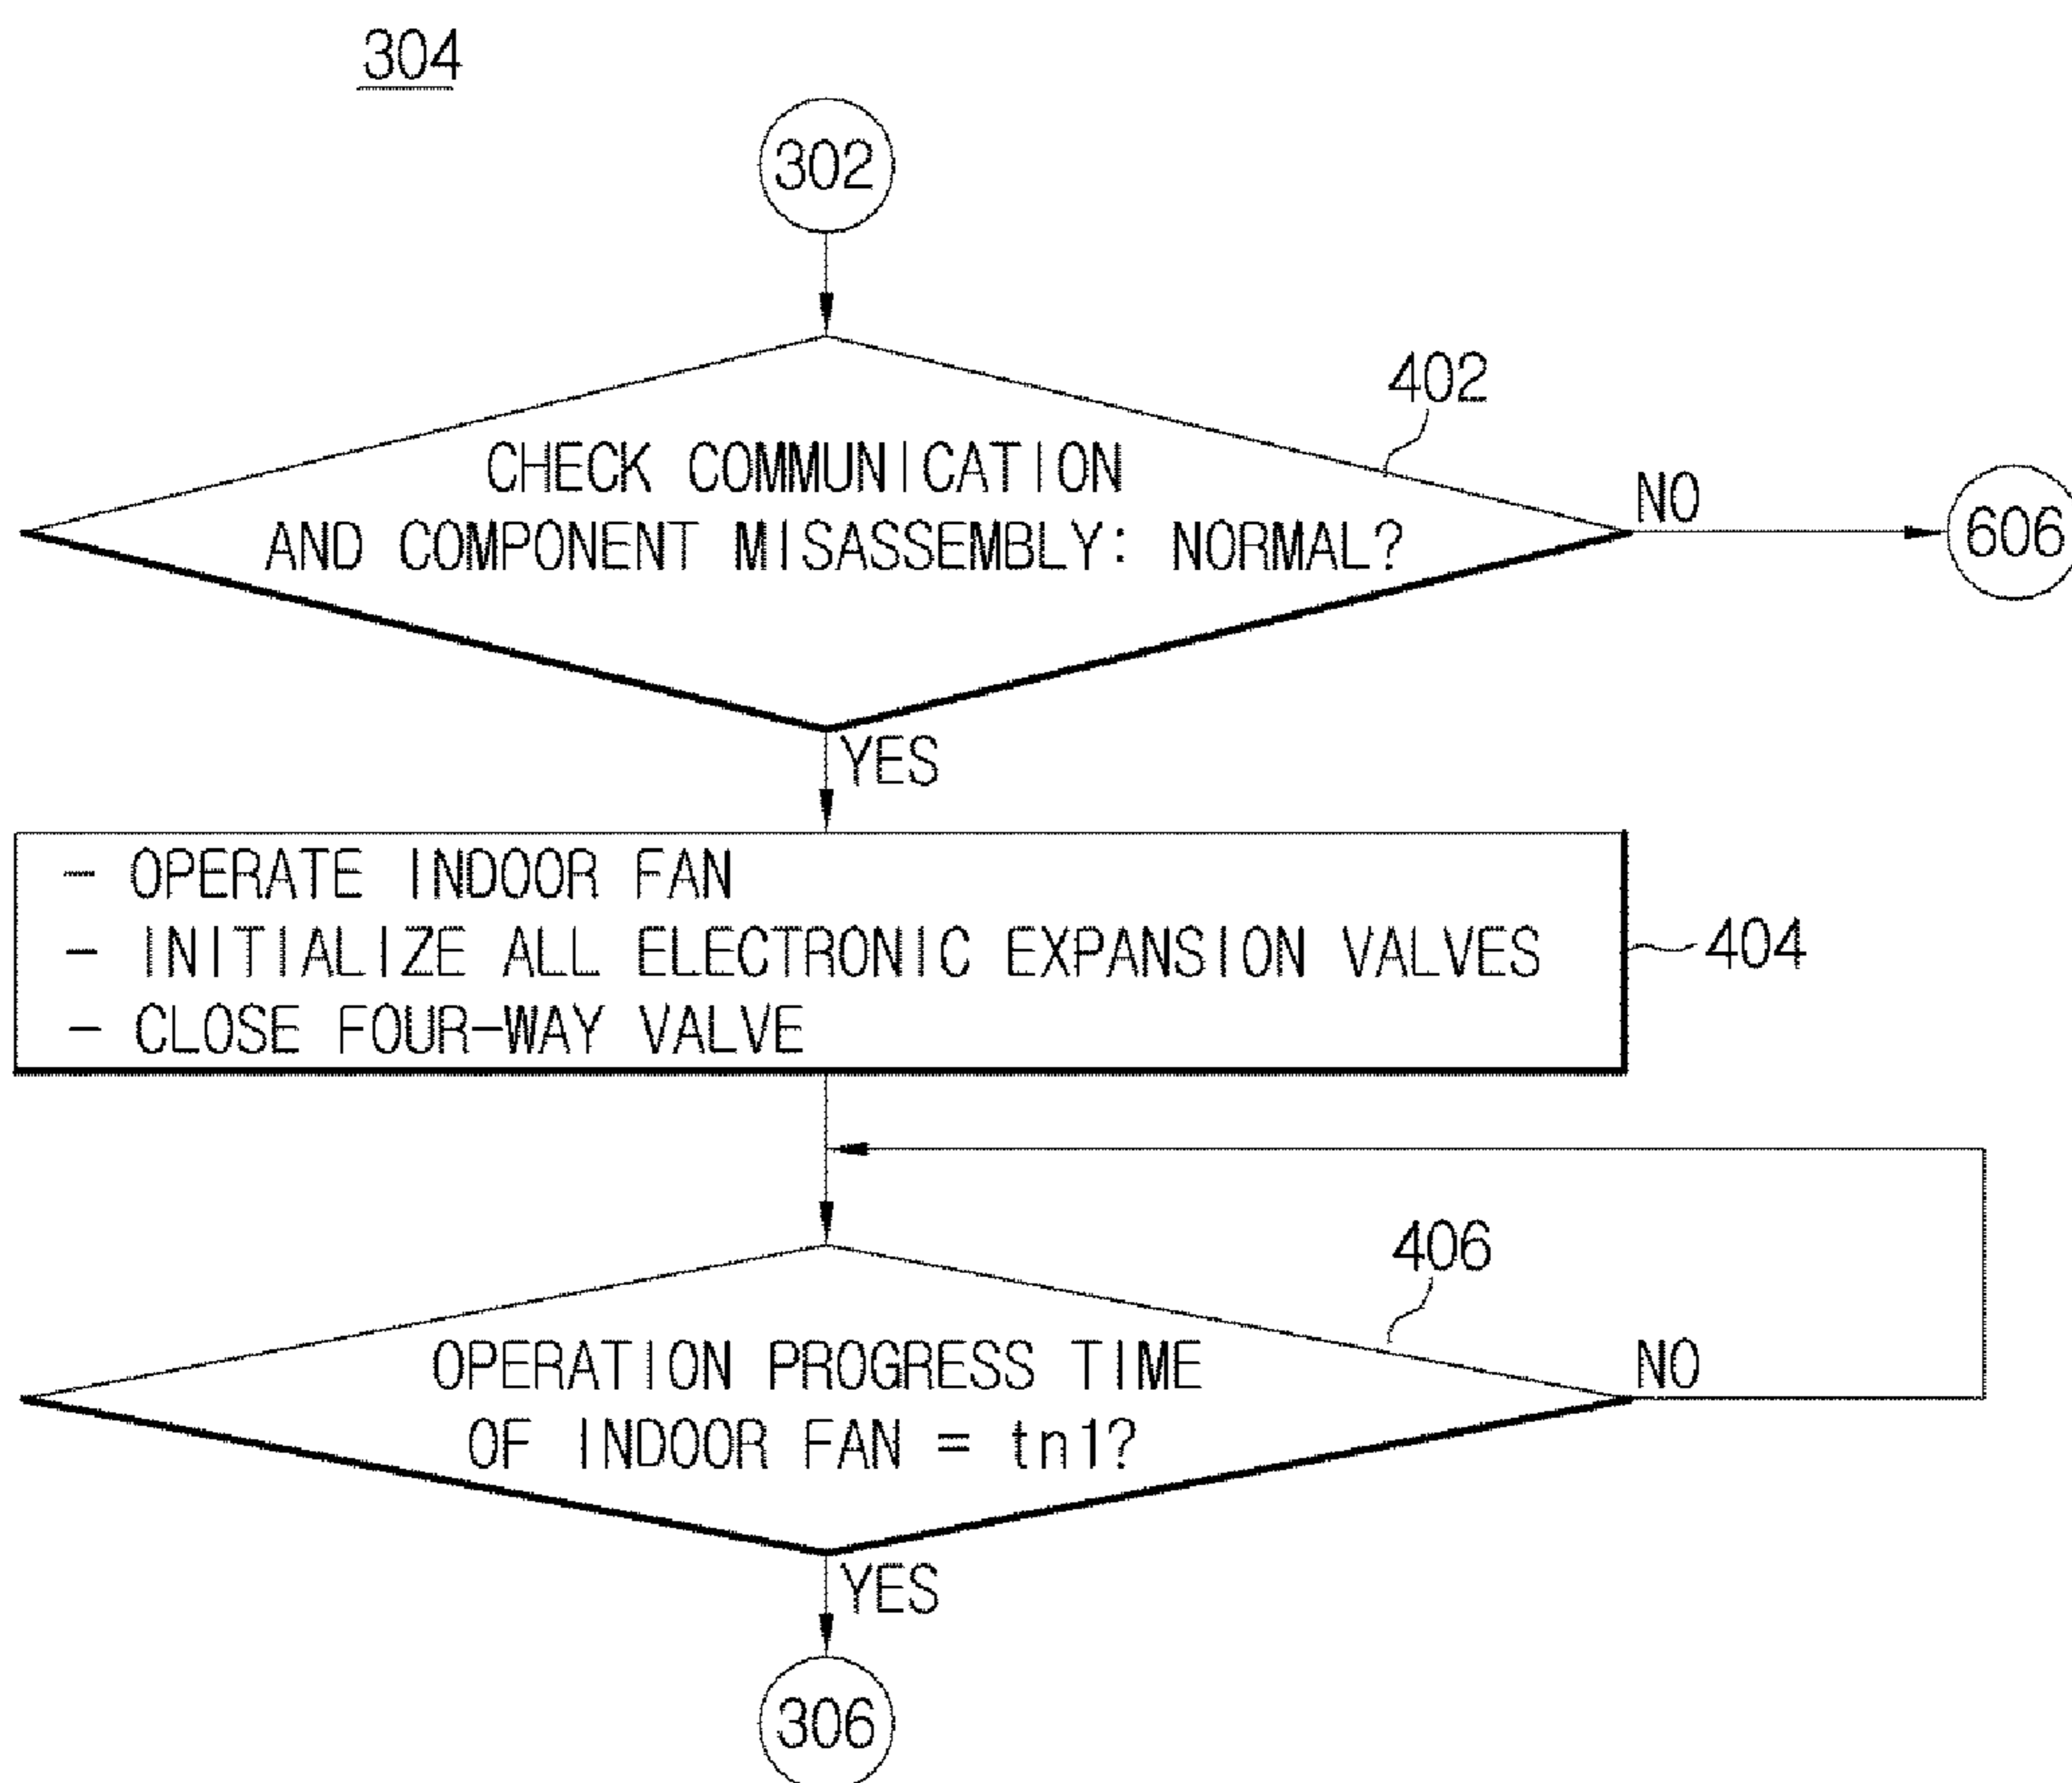 304
302
402
CHECK COMMUNICATION
AND COMPONENT MISASSEMBLY: NORMAL?
NO
606
YES
- OPERATE INDOOR FAN
- INITIALIZE ALL ELECTRONIC EXPANSION VALVES
- CLOSE FOUR-WAY VALVE
404
406
OPERATION PROGRESS TIME
OF INDOOR FAN = tn1?
NO
YES
306